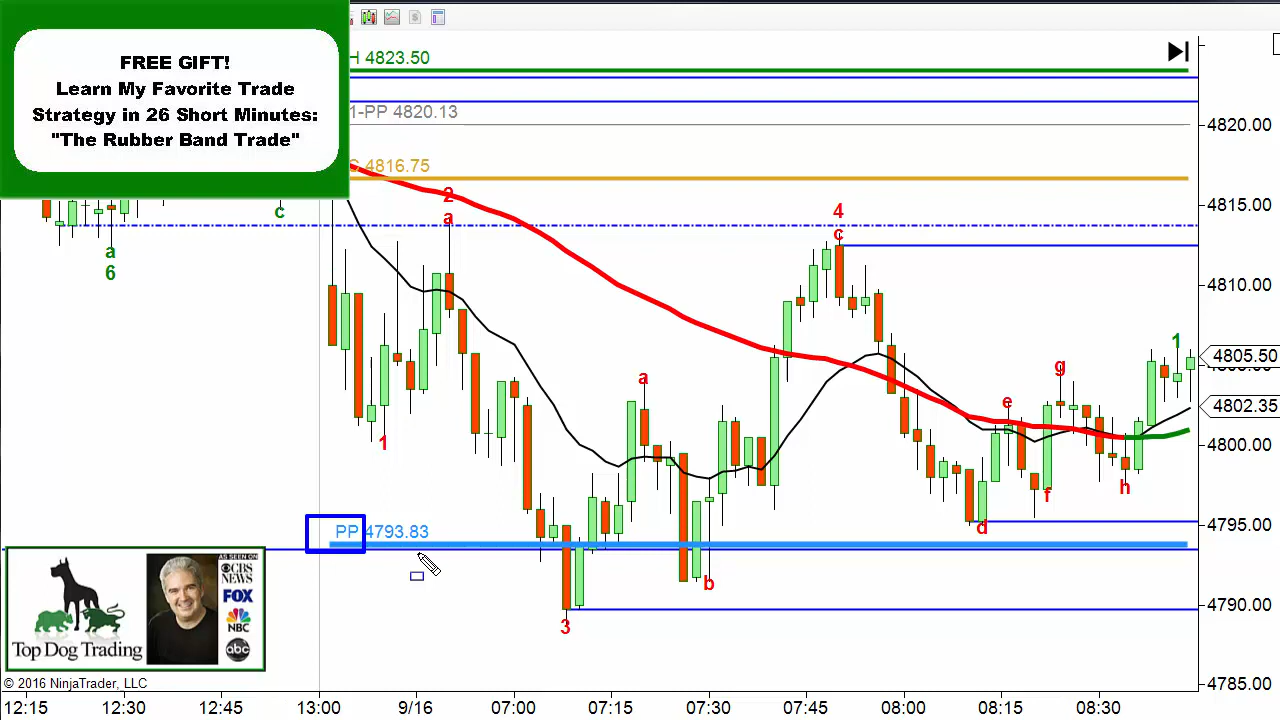 FREE GIFT!
Learn My Favorite Trade
Strategy in 26 Short Minutes:
"The Rubber Band Trade"
H 4823.50
1-PP 4820.13
4816.75
PP 4793.83
c
a
6
1
2
a
3
a
b
4
c
d
e
f
g
h
1
4820.00
4815.00
4810.00
4805.50
4802.35
4800.00
4795.00
4790.00
4785.00
Top Dog Trading
AS SEEN ON
CBS
NEWS
FOX
NBC
abc
© 2016 NinjaTrader, LLC
12:15 12:30 12:45 13:00 9/16 07:00 07:15 07:30 07:45 08:00 08:15 08:30